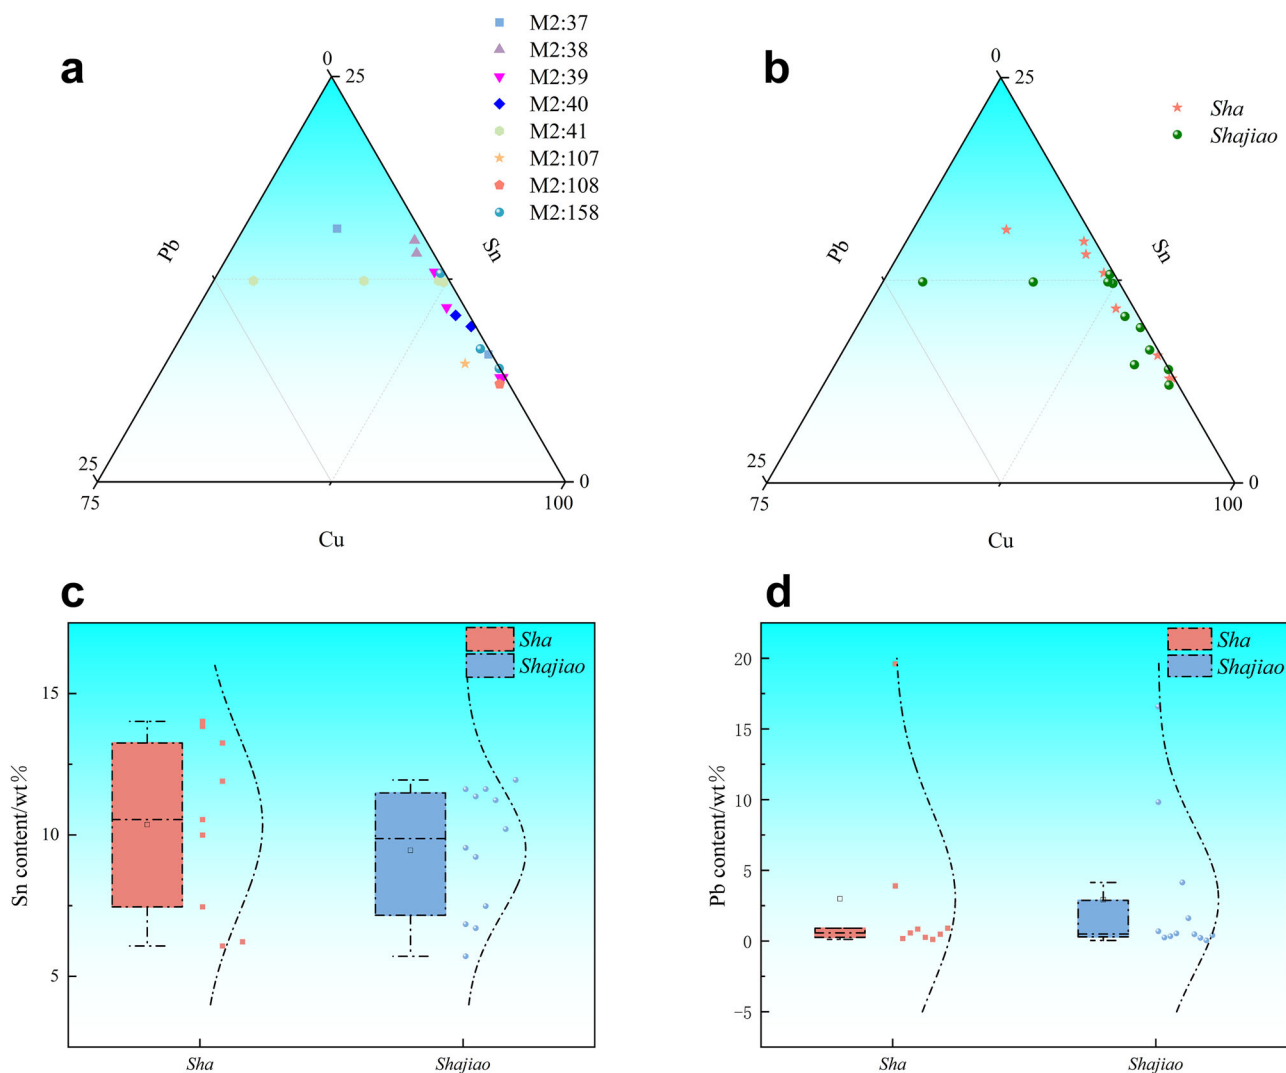 a
M2:37
M2:38
M2:39
M2:40
M2:41
M2:107
M2:108
M2:158
0
25
Pb
Sn
25
75
0
100
Cu
b
Sha
Shajiao
0
25
Pb
Sn
25
75
0
100
Cu
c
Sha
Shajiao
15
10
5
Sn content/wt%
Sha
Shajiao
d
Sha
Shajiao
20
15
10
5
0
−5
Pb content/wt%
Sha
Shajiao